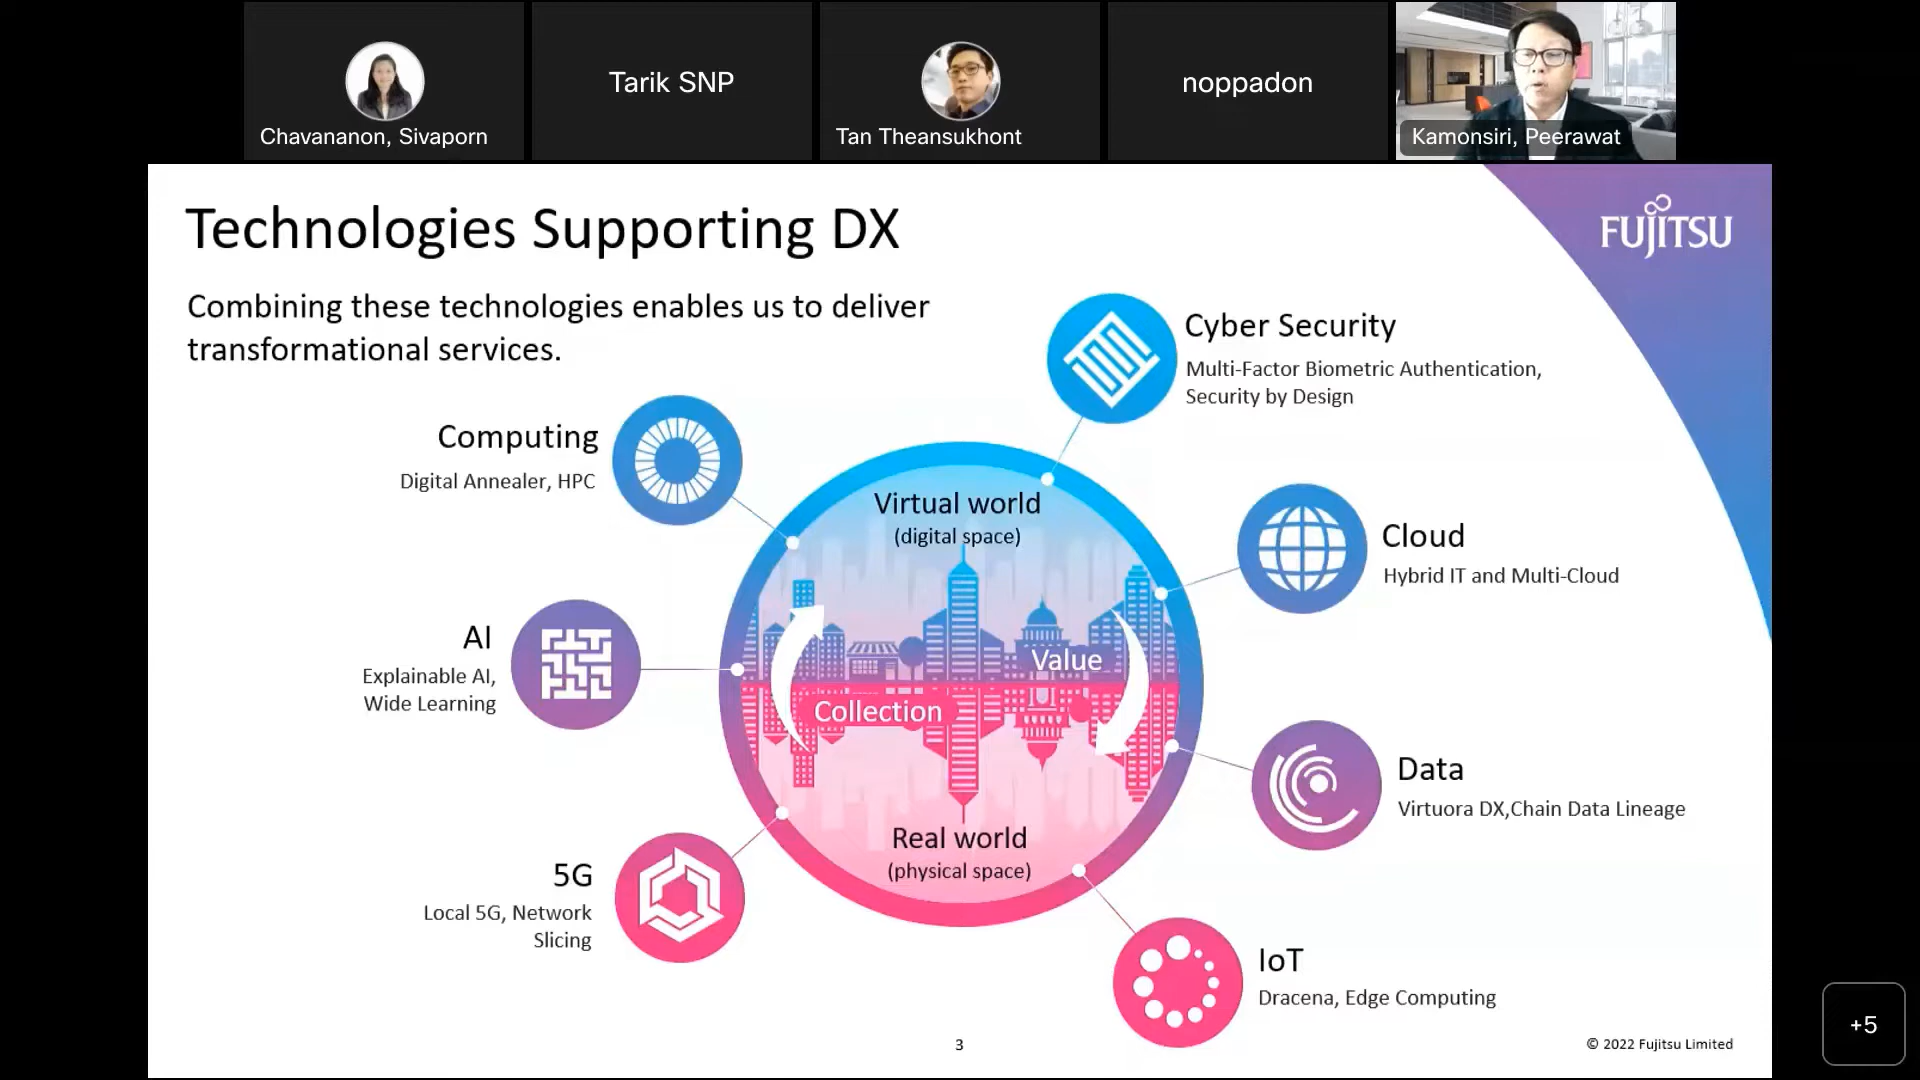 Chavananon, Sivaporn
Tarik SNP
Tan Theansukhont
noppadon
Kamonsiri, Peerawat
Technologies Supporting DX
FUJITSU
Combining these technologies enables us to deliver
transformational services.
Cyber Security
Multi-Factor Biometric Authentication,
Security by Design
Computing
Digital Annealer, HPC
Virtual world
(digital space)
Cloud
Hybrid IT and Multi-Cloud
AI
Explainable AI,
Wide Learning
Value
Collection
Data
Virtuora DX,Chain Data Lineage
Real world
(physical space)
5G
Local 5G, Network
Slicing
IoT
Dracena, Edge Computing
3
© 2022 Fujitsu Limited
+5